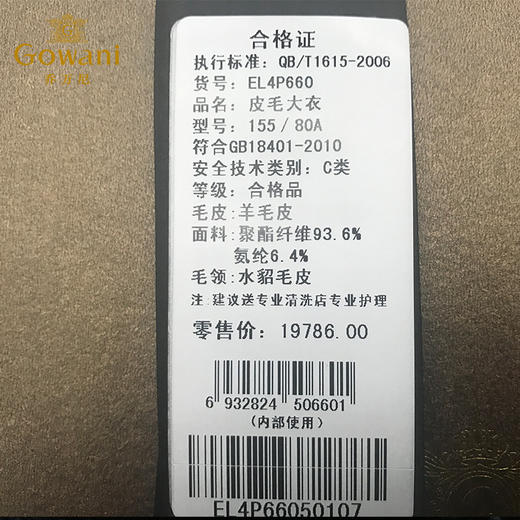 Gowani
乔万尼
合格证
执行标准：QB/T1615-2006
货号：EL4P660
品名：皮毛大衣
型号：155/80A
符合GB18401-2010
安全技术类别：C类
等级：合格品
毛皮：羊毛皮
面料：聚酯纤维93.6%
氨纶6.4%
毛领：水貂毛皮
注:建议送专业清洗店专业护理
零售价：19786.00
6 932824 506601
(内部使用)
EL4P66050107